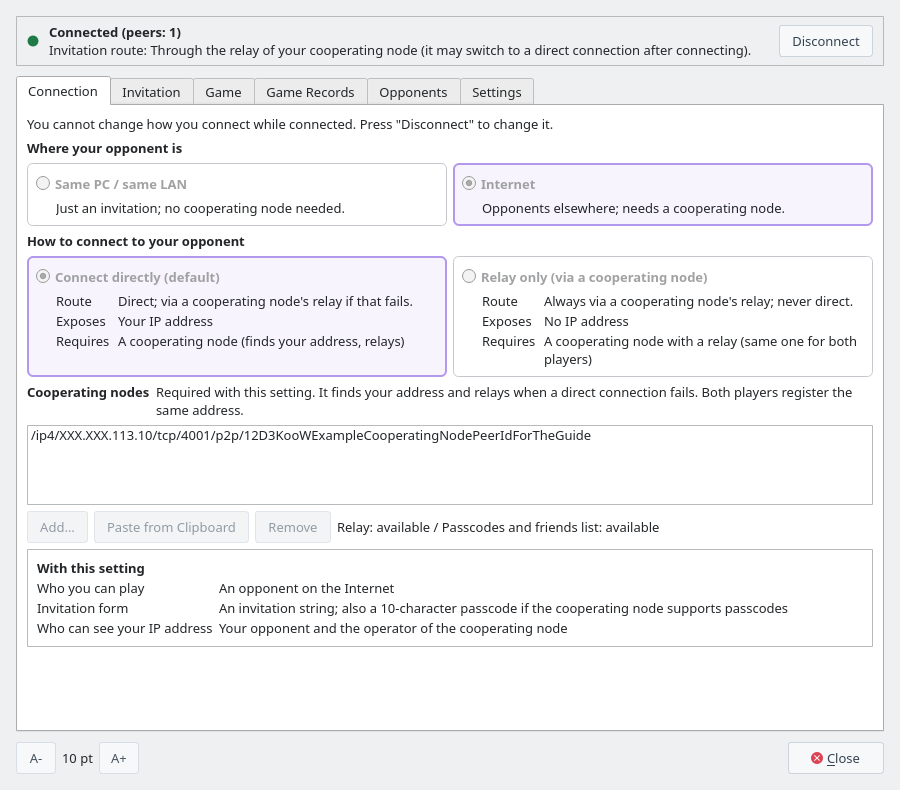 Connected (peers: 1)
Invitation route: Through the relay of your cooperating node (it may switch to a direct connection after connecting).
Disconnect
Connection
Invitation
Game
Game Records
Opponents
Settings
You cannot change how you connect while connected. Press "Disconnect" to change it.
Where your opponent is
Same PC / same LAN
Just an invitation; no cooperating node needed.
Internet
Opponents elsewhere; needs a cooperating node.
How to connect to your opponent
Connect directly (default)
Route Direct; via a cooperating node's relay if that fails.
Exposes Your IP address
Requires A cooperating node (finds your address, relays)
Relay only (via a cooperating node)
Route Always via a cooperating node's relay; never direct.
Exposes No IP address
Requires A cooperating node with a relay (same one for both
players)
Cooperating nodes Required with this setting. It finds your address and relays when a direct connection fails. Both players register the
same address.
/ip4/XXX.XXX.113.10/tcp/4001/p2p/12D3KooWExampleCooperatingNodePeerIdForTheGuide
Add...
Paste from Clipboard
Remove
Relay: available / Passcodes and friends list: available
With this setting
Who you can play An opponent on the Internet
Invitation form An invitation string; also a 10-character passcode if the cooperating node supports passcodes
Who can see your IP address Your opponent and the operator of the cooperating node
A-
10 pt
A+
Close